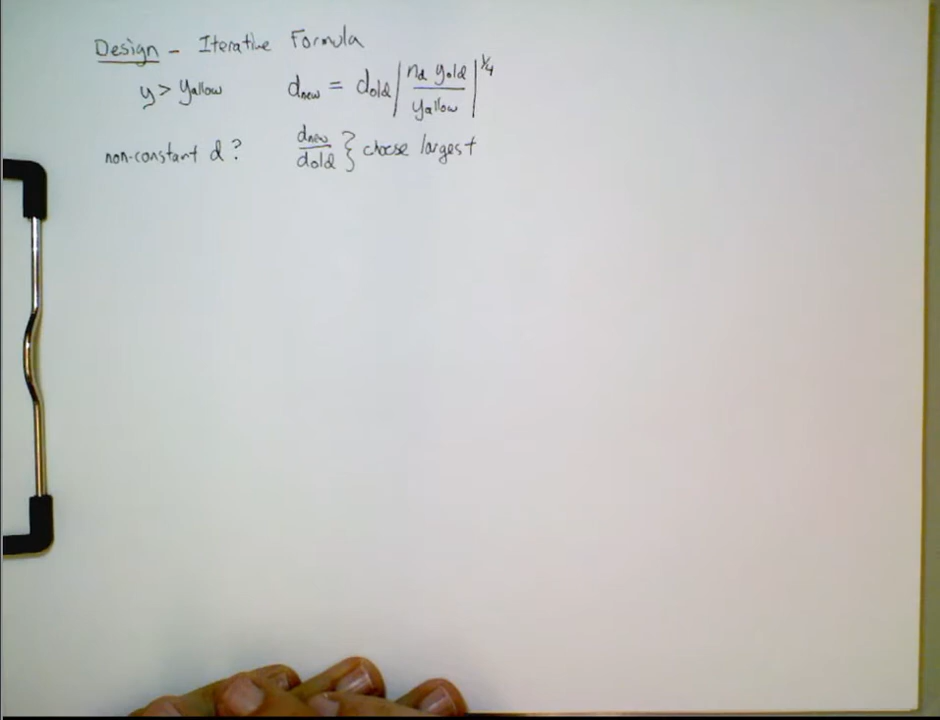 Design - Iterative Formula
y > yallow dnew = dold |nd yold / yallow|^1/4
non-constant d? dnew / dold } choose largest